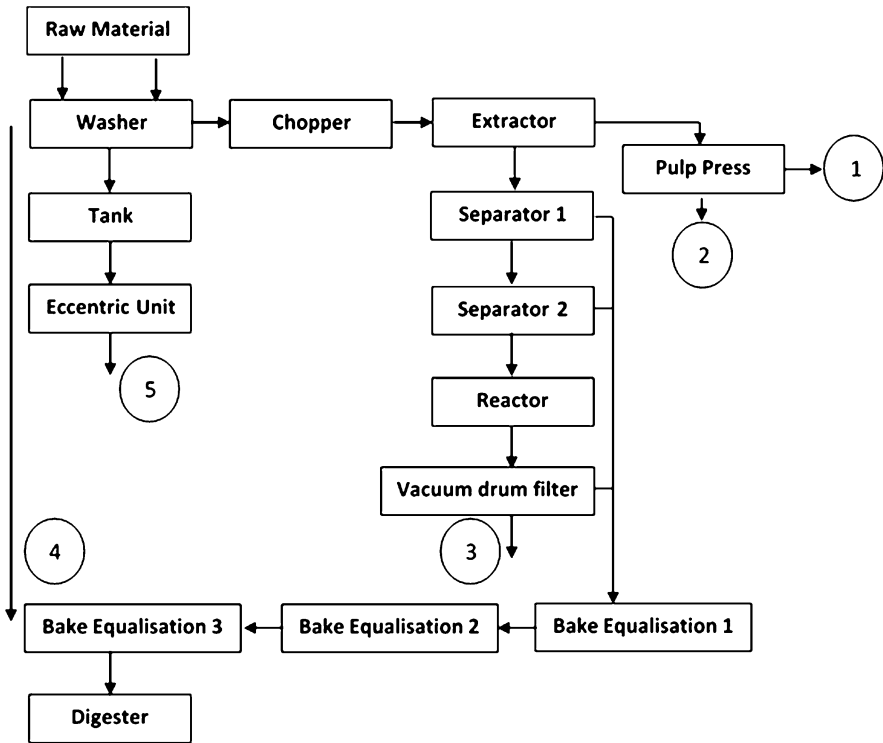 Raw Material
Washer
Chopper
Extractor
Pulp Press
1
Tank
Separator 1
2
Eccentric Unit
Separator 2
5
Reactor
Vacuum drum filter
4
3
Bake Equalisation 3
Bake Equalisation 2
Bake Equalisation 1
Digester